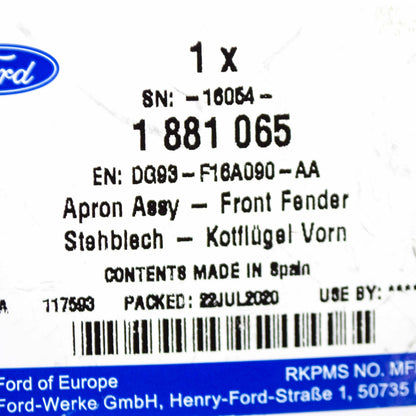 Ford
1 x
SN: -16054-
1 881 065
EN: DG93-F16A090-AA
Apron Assy - Front Fender
Stehblech - Kotflügel Vorn
CONTENTS MADE IN Spain
A 117593 PACKED: 22JUL2020 USE BY: ****
Ford of Europe RKPMS NO. MF
Ford-Werke GmbH, Henry-Ford-Straße 1, 50735